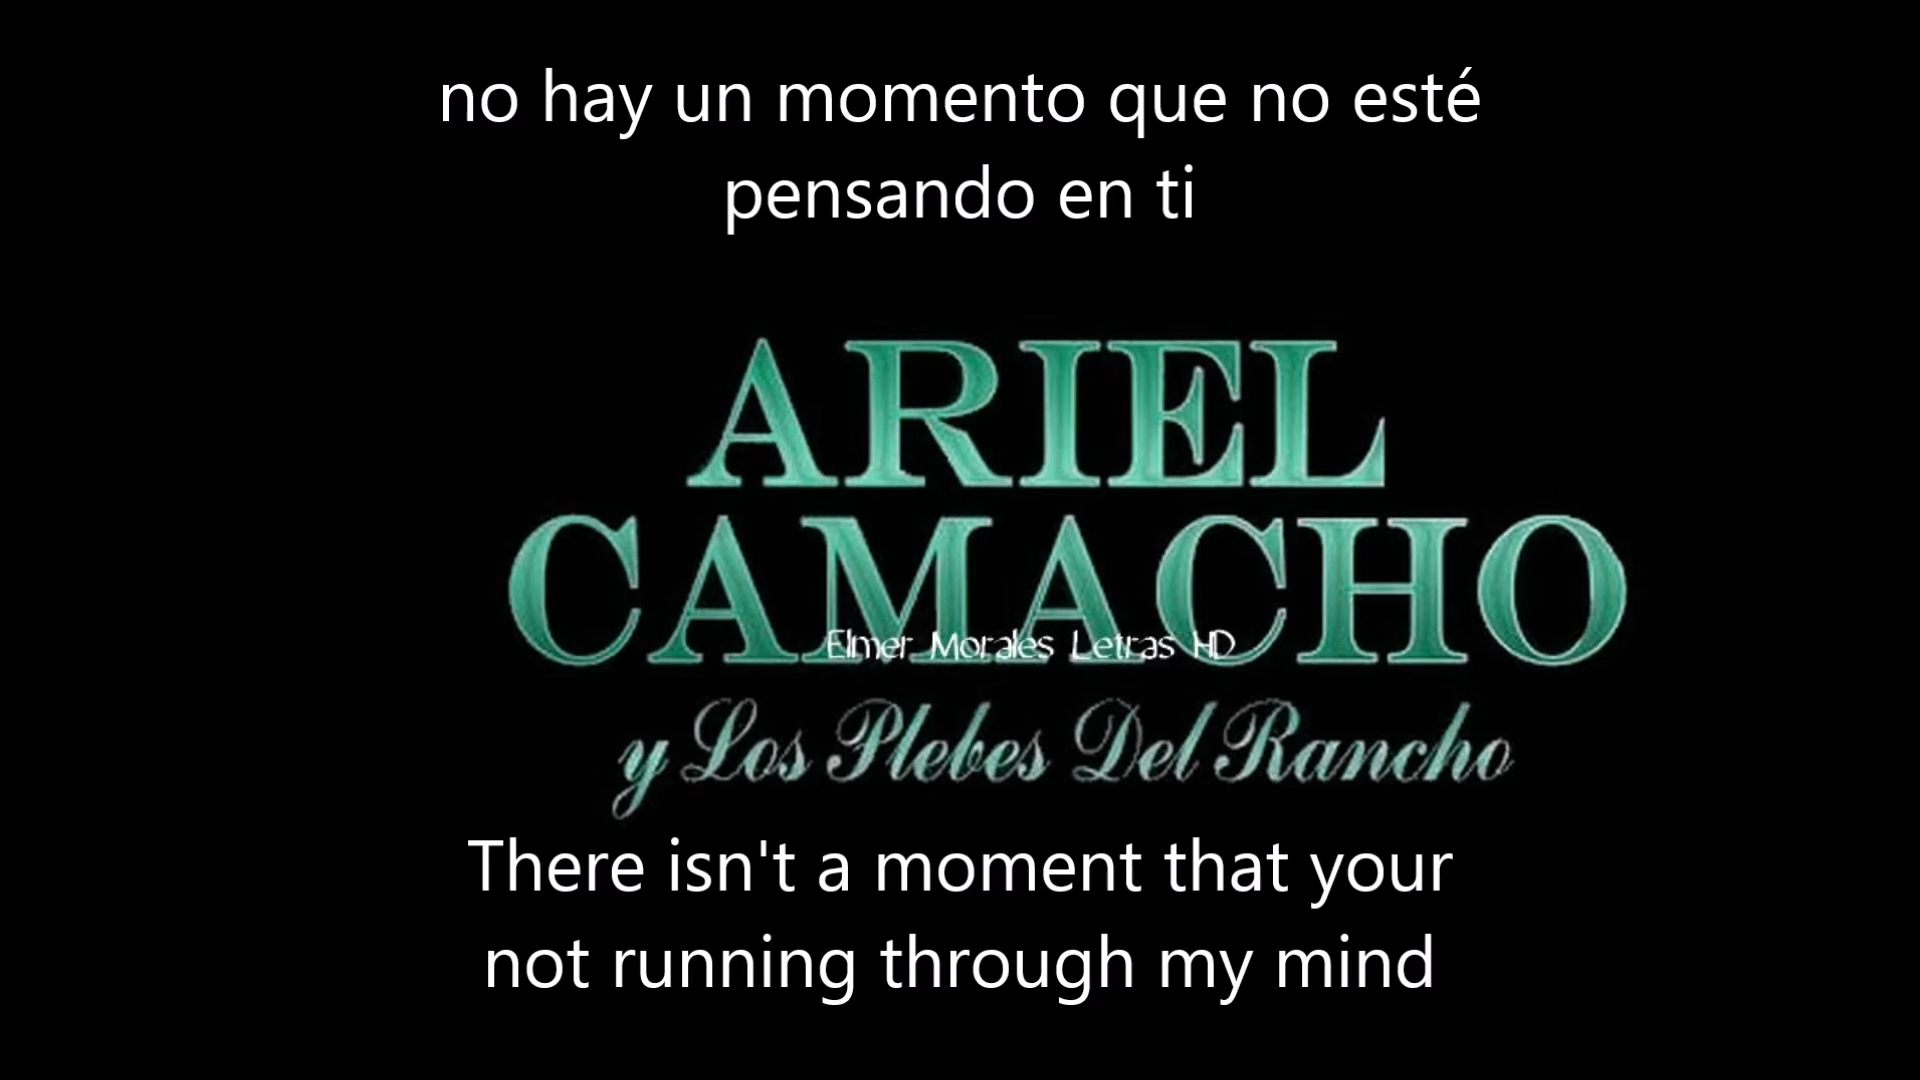 no hay un momento que no esté
pensando en ti
ARIEL
CAMACHO
Elmer Morales Letras HD
y Los Plebes Del Rancho
There isn't a moment that your
not running through my mind